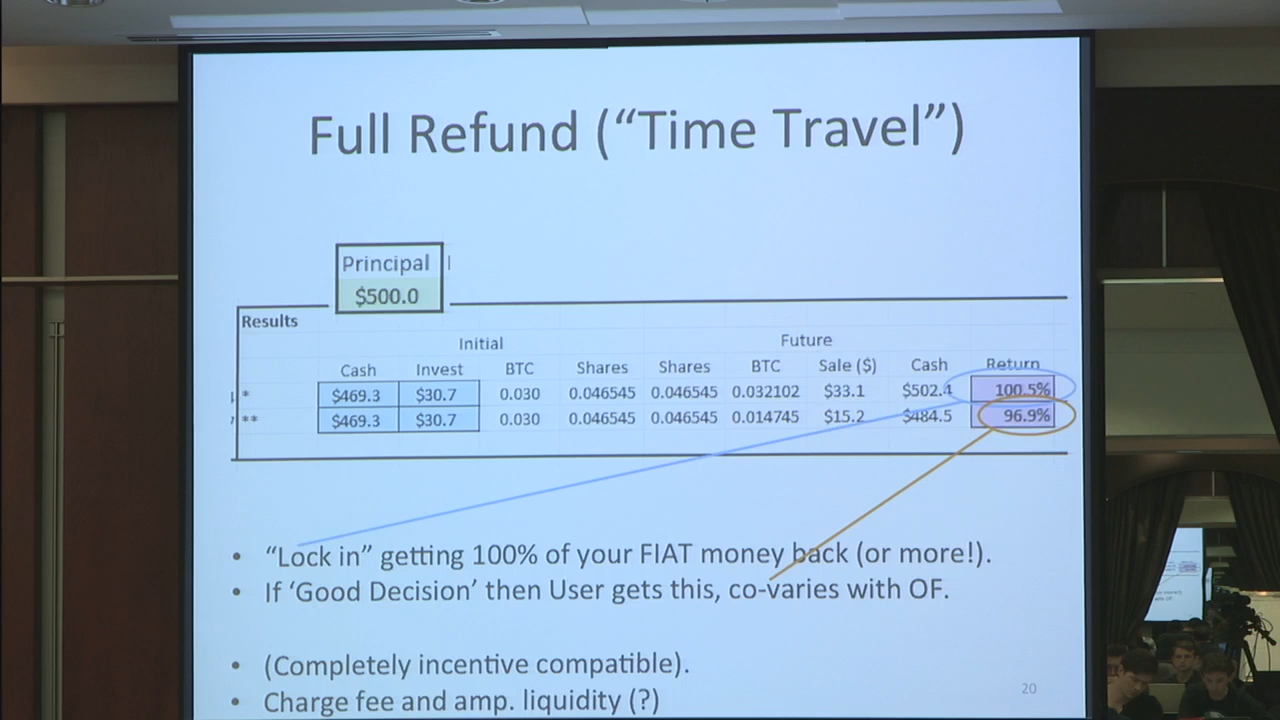 Full Refund (“Time Travel”)
Principal
$500.0
Results
Initial Future
Cash Invest BTC Shares Shares BTC Sale ($) Cash Return
* $469.3 $30.7 0.030 0.046545 0.046545 0.032102 $33.1 $502.4 100.5%
** $469.3 $30.7 0.030 0.046545 0.046545 0.014745 $15.2 $484.5 96.9%
• “Lock in” getting 100% of your FIAT money back (or more!).
• If ‘Good Decision’ then User gets this, co-varies with OF.
• (Completely incentive compatible).
• Charge fee and amp. liquidity (?)
20